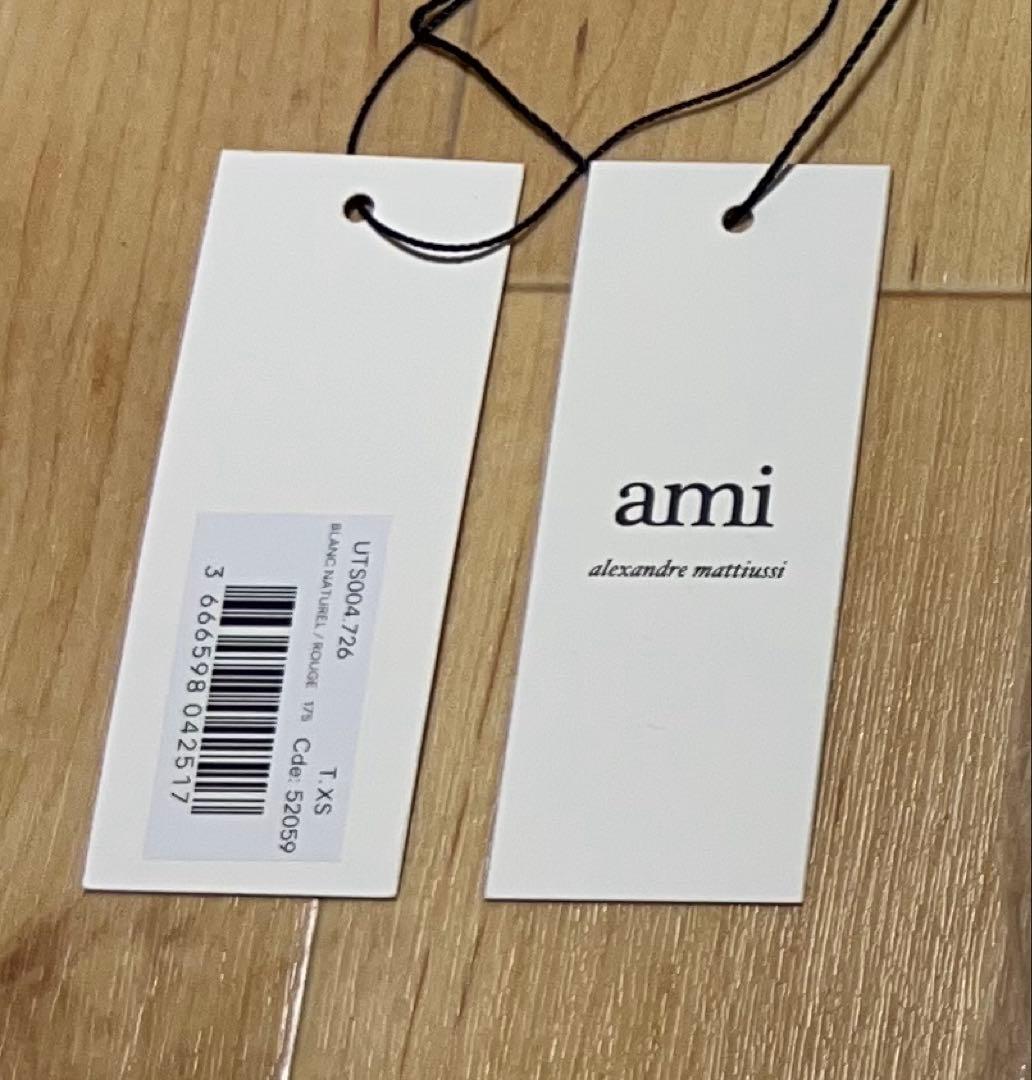 UTS004.726
BLANC NATUREL / ROUGE 175
T.XS
Cde: 52059
3 666598 042517
ami
alexandre mattiussi